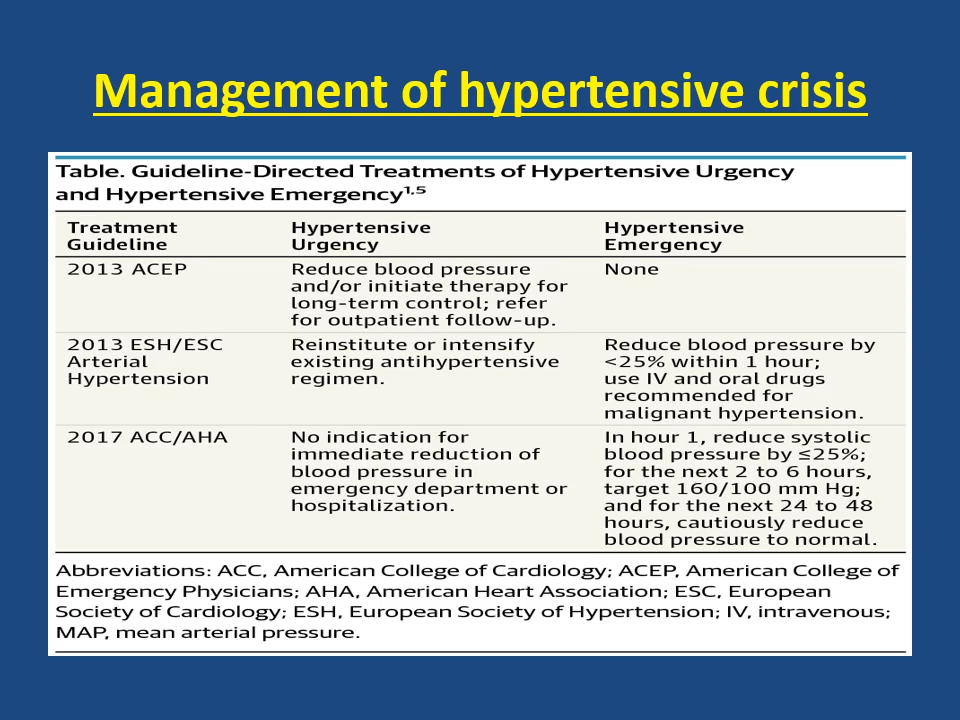 Management of hypertensive crisis
Table. Guideline-Directed Treatments of Hypertensive Urgency
and Hypertensive Emergency1,5
Treatment
Guideline
Hypertensive
Urgency
Hypertensive
Emergency
2013 ACEP
Reduce blood pressure
and/or initiate therapy for
long-term control; refer
for outpatient follow-up.
None
2013 ESH/ESC
Arterial
Hypertension
Reinstitute or intensify
existing antihypertensive
regimen.
Reduce blood pressure by
<25% within 1 hour;
use IV and oral drugs
recommended for
malignant hypertension.
2017 ACC/AHA
No indication for
immediate reduction of
blood pressure in
emergency department or
hospitalization.
In hour 1, reduce systolic
blood pressure by ≤25%;
for the next 2 to 6 hours,
target 160/100 mm Hg;
and for the next 24 to 48
hours, cautiously reduce
blood pressure to normal.
Abbreviations: ACC, American College of Cardiology; ACEP, American College of
Emergency Physicians; AHA, American Heart Association; ESC, European
Society of Cardiology; ESH, European Society of Hypertension; IV, intravenous;
MAP, mean arterial pressure.